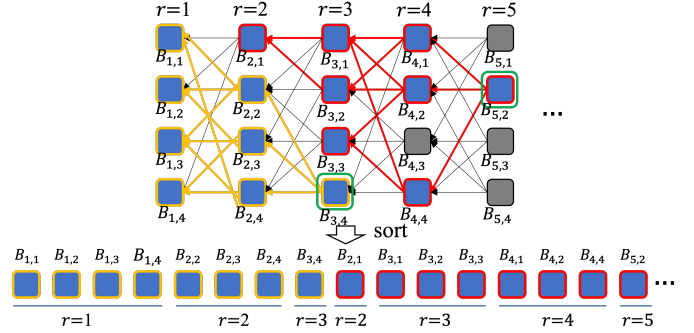 r=1 r=2 r=3 r=4 r=5
B1,1 B2,1 B3,1 B4,1 B5,1
B1,2 B2,2 B3,2 B4,2 B5,2
...
B1,3 B2,3 B3,3 B4,3 B5,3
B1,4 B2,4 B3,4 B4,4 B5,4
sort
B1,1 B1,2 B1,3 B1,4 B2,2 B2,3 B2,4 B3,4 B2,1 B3,1 B3,2 B3,3 B4,1 B4,2 B4,4 B5,2
...
r=1 r=2 r=3 r=2 r=3 r=4 r=5